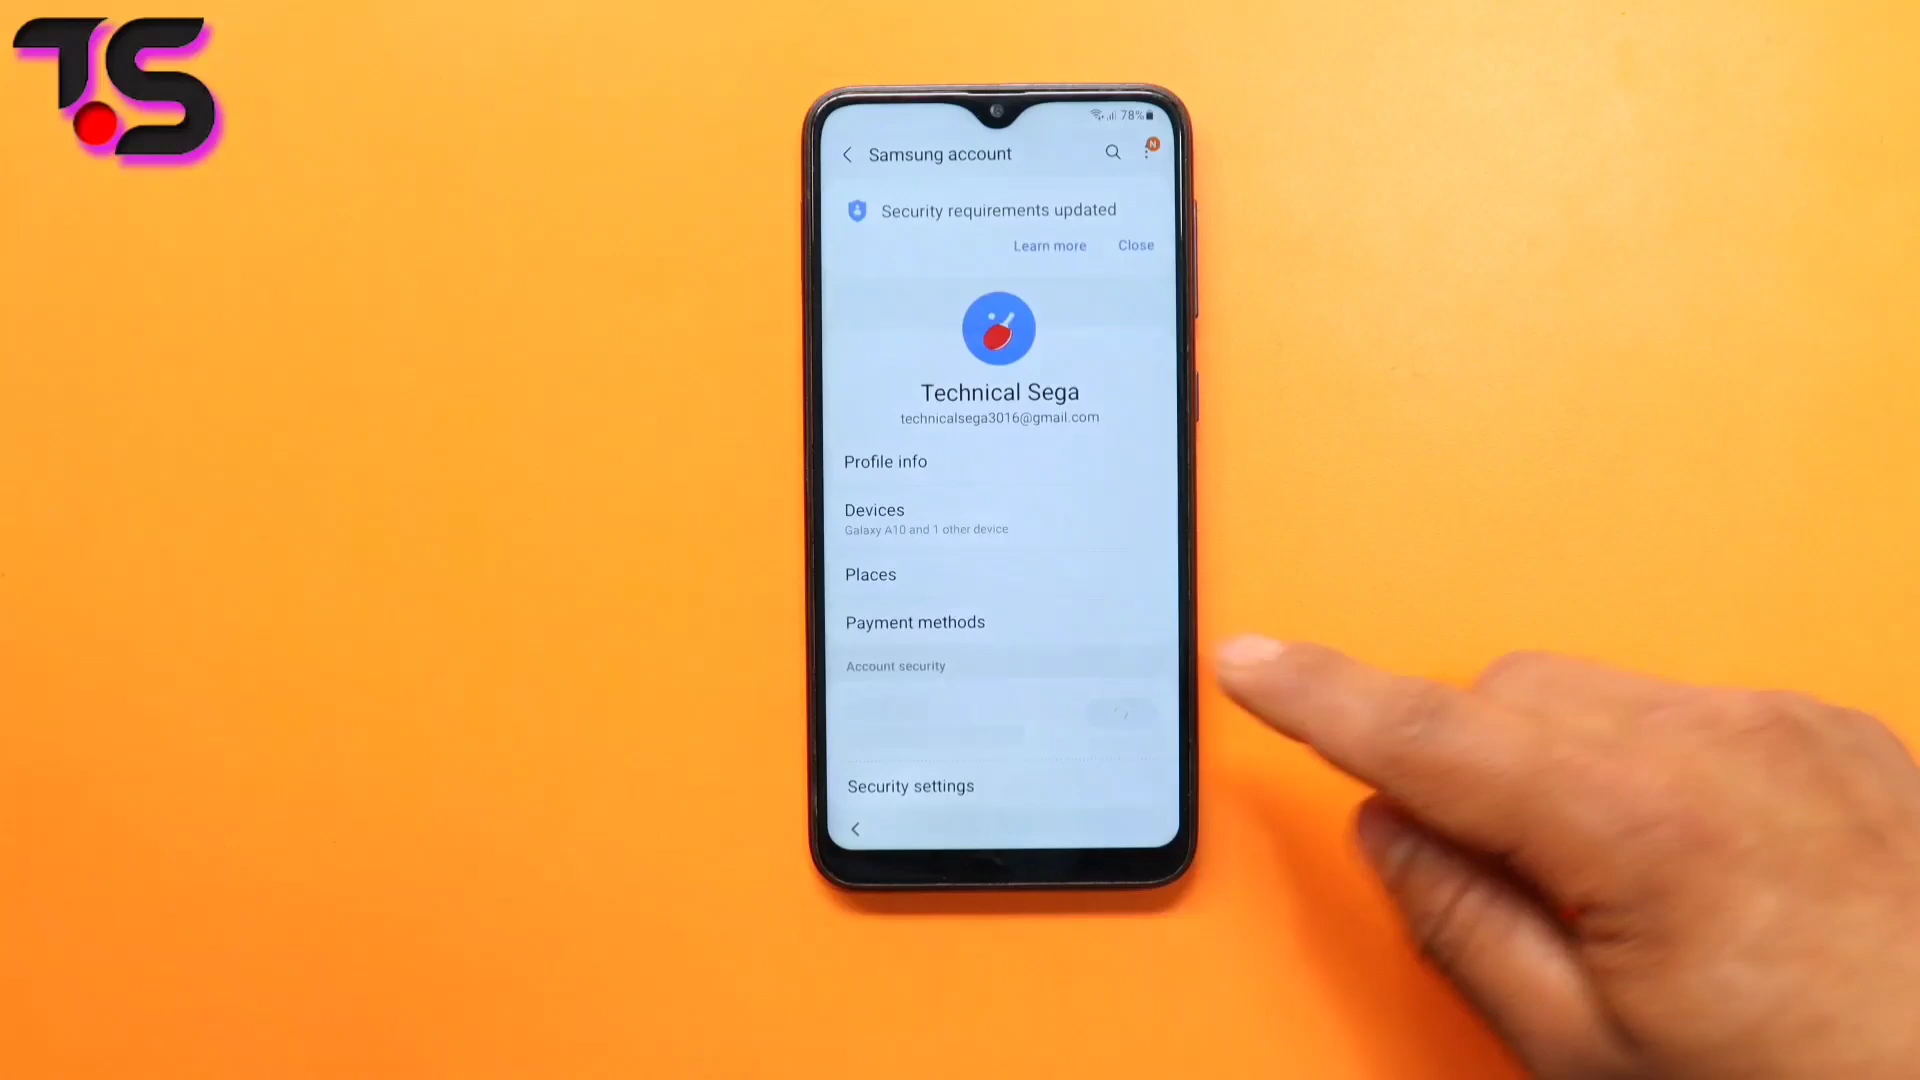 TS
78%
Samsung account
N
Security requirements updated
Learn more Close
Technical Sega
technicalsega3016@gmail.com
Profile info
Devices
Galaxy A10 and 1 other device
Places
Payment methods
Account security
Security settings